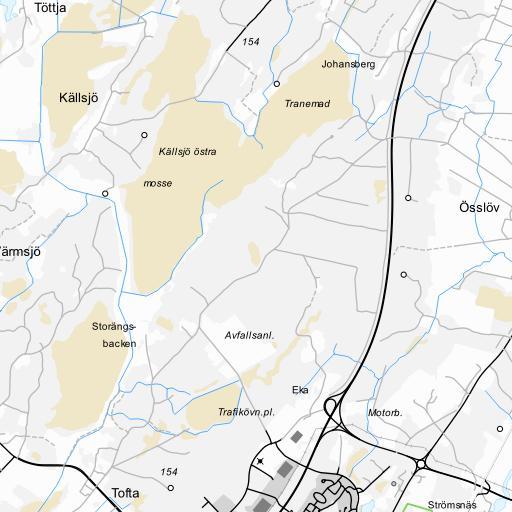 Töttja
154
Johansberg
Källsjö
Tranemad
Källsjö östra
mosse
Össlöv
ärmsjö
Storängs-
backen
Avfallsanl.
Eka
Trafikövn.pl.
Motorb.
154
Tofta
Strömsnäs